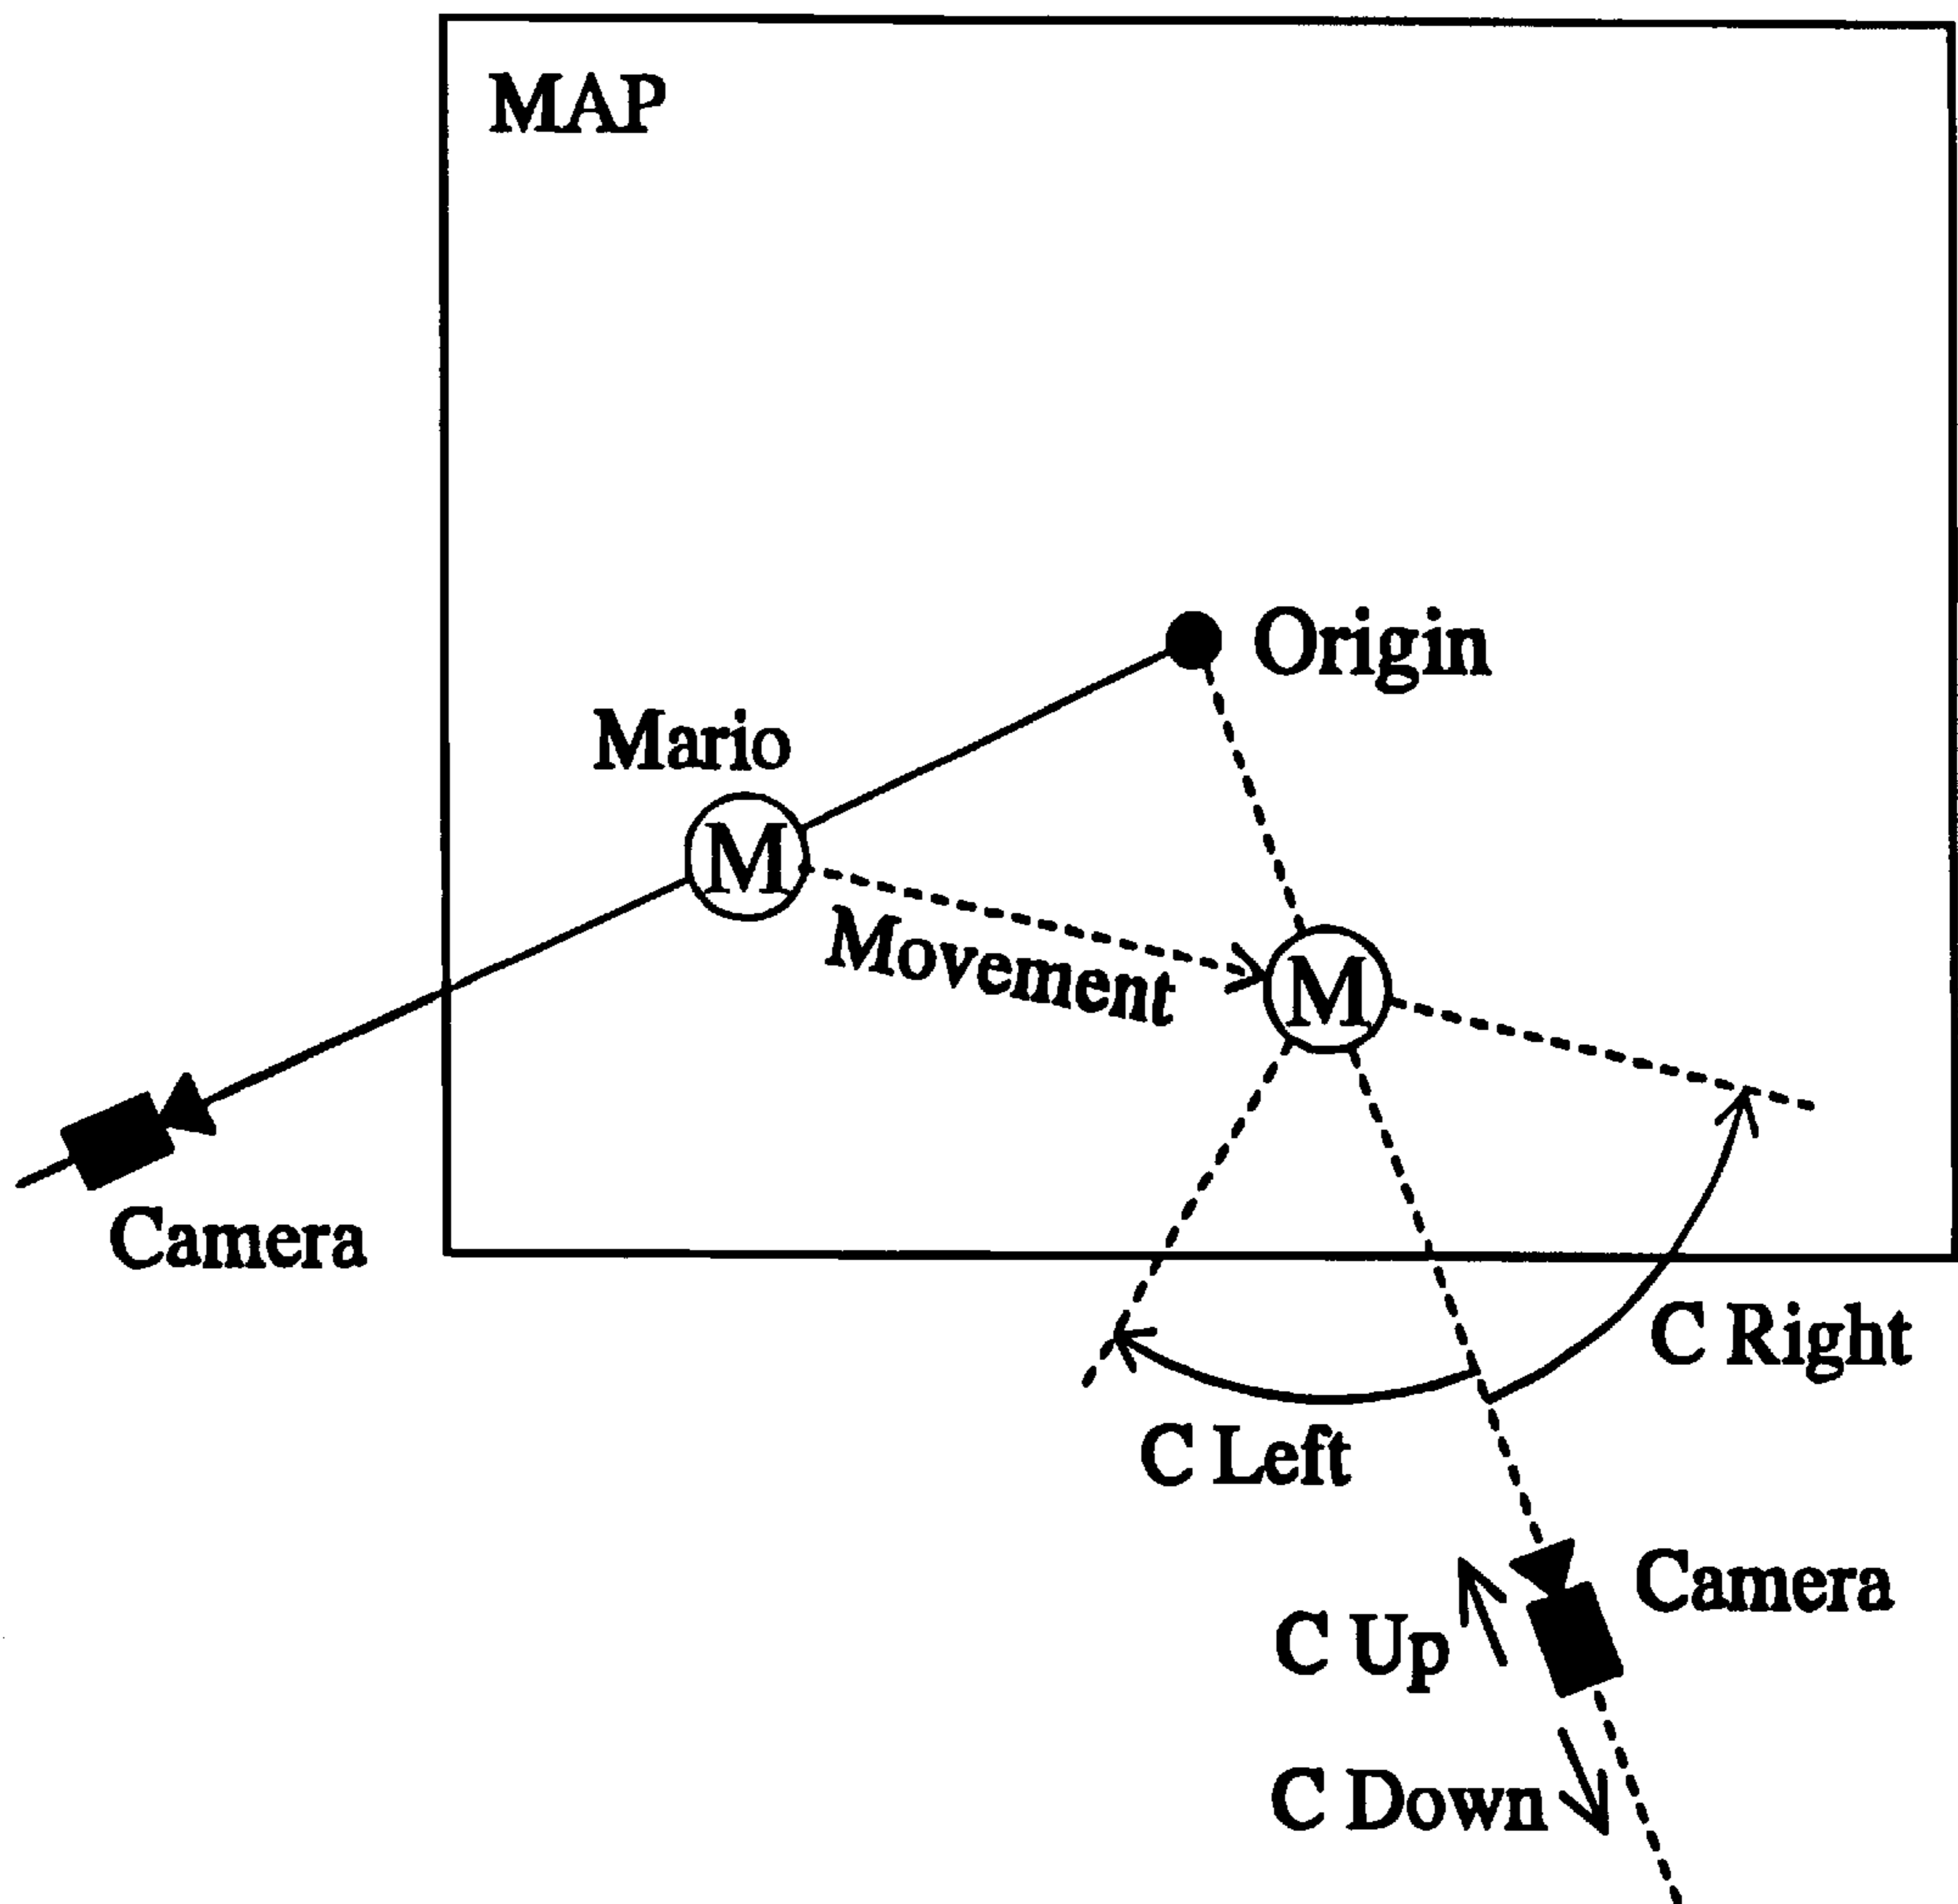 MAP
Origin
Mario
M
Movement
M
Camera
C Right
C Left
Camera
C Up
C Down